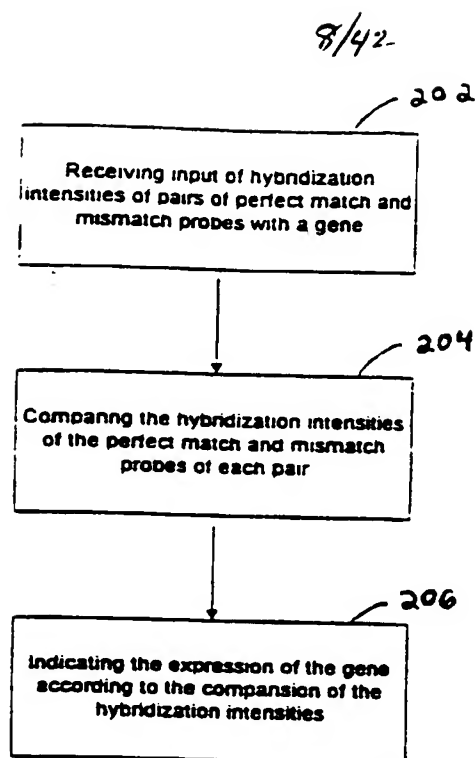 8/42
202
Receiving input of hybridization
intensities of pairs of perfect match and
mismatch probes with a gene
204
Comparing the hybridization intensities
of the perfect match and mismatch
probes of each pair
206
Indicating the expression of the gene
according to the comparision of the
hybridization intensities